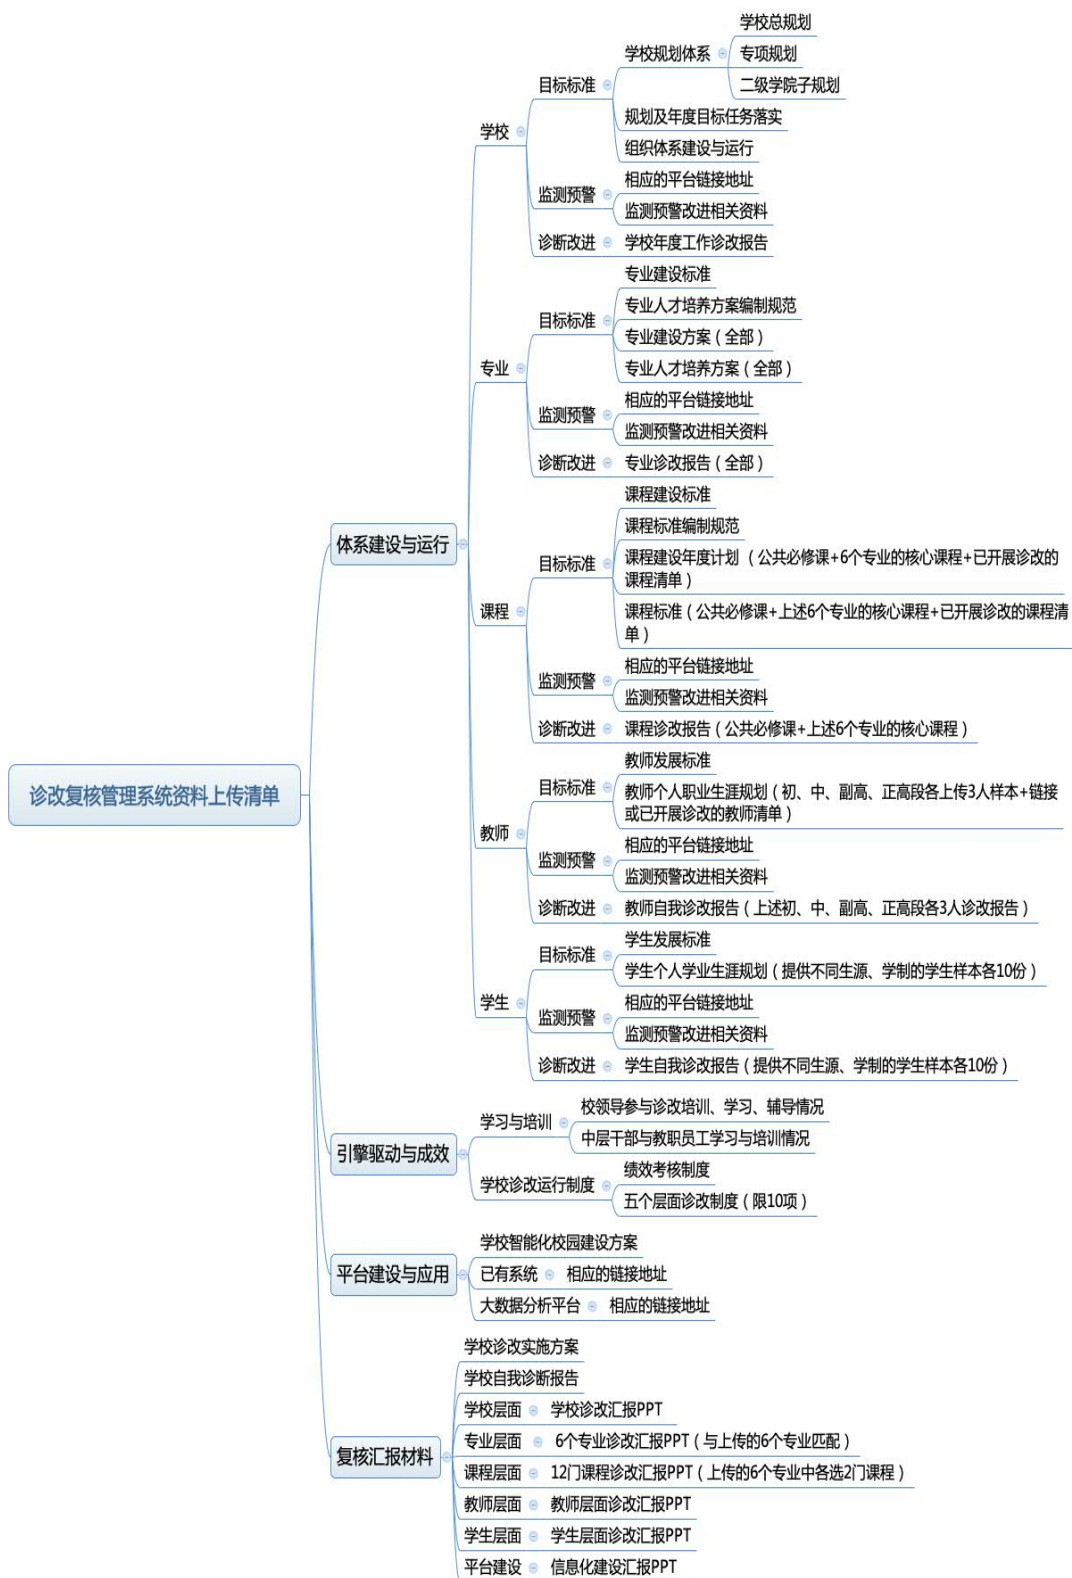 学校总规划
学校规划体系
专项规划
目标标准
二级学院子规划
规划及年度目标任务落实
学校
组织体系建设与运行
相应的平台链接地址
监测预警
监测预警改进相关资料
诊断改进
学校年度工作诊改报告
专业建设标准
专业人才培养方案编制规范
目标标准
专业建设方案（全部）
专业
专业人才培养方案（全部）
相应的平台链接地址
监测预警
监测预警改进相关资料
诊断改进
专业诊改报告（全部）
课程建设标准
课程标准编制规范
体系建设与运行
目标标准
课程建设年度计划 （公共必修课+6个专业的核心课程+已开展诊改的
课程清单）
课程
课程标准（公共必修课+上述6个专业的核心课程+已开展诊改的课程清
单）
相应的平台链接地址
监测预警
监测预警改进相关资料
诊断改进
课程诊改报告（公共必修课+上述6个专业的核心课程）
教师发展标准
诊改复核管理系统资料上传清单
目标标准
教师个人职业生涯规划（初、中、副高、正高段各上传3人样本+链接
或已开展诊改的教师清单）
教师
相应的平台链接地址
监测预警
监测预警改进相关资料
诊断改进
教师自我诊改报告（上述初、中、副高、正高段各3人诊改报告）
学生发展标准
目标标准
学生个人学业生涯规划（提供不同生源、学制的学生样本各10份）
学生
相应的平台链接地址
监测预警
监测预警改进相关资料
诊断改进
学生自我诊改报告（提供不同生源、学制的学生样本各10份）
校领导参与诊改培训、学习、辅导情况
学习与培训
中层干部与教职员工学习与培训情况
引擎驱动与成效
绩效考核制度
学校诊改运行制度
五个层面诊改制度（限10项）
学校智能化校园建设方案
平台建设与应用
已有系统
相应的链接地址
大数据分析平台
相应的链接地址
学校诊改实施方案
学校自我诊断报告
学校层面
学校诊改汇报PPT
专业层面
6个专业诊改汇报PPT（与上传的6个专业匹配）
复核汇报材料
课程层面
12门课程诊改汇报PPT（上传的6个专业中各选2门课程）
教师层面
教师层面诊改汇报PPT
学生层面
学生层面诊改汇报PPT
平台建设
信息化建设汇报PPT